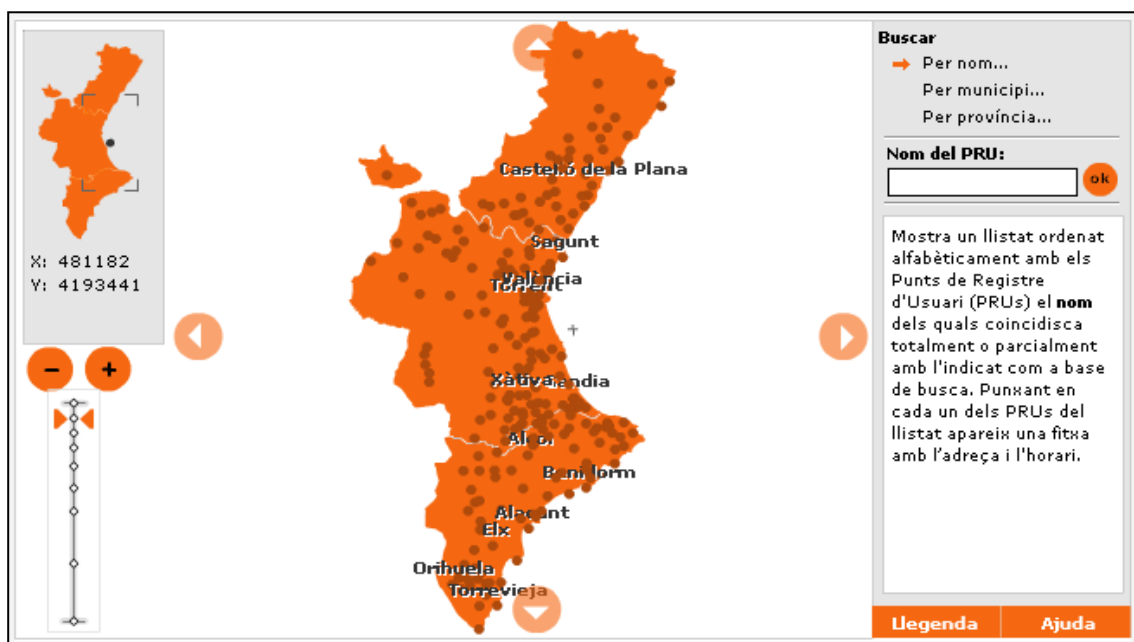 X: 481182
Y: 4193441
Castelló de la Plana
Sagunt
València
Torrent
Xàtiva
Gandia
Alcoi
Benidorm
Alacant
Elx
Orihuela
Torrevieja
Buscar
Per nom...
Per municipi...
Per província...
Nom del PRU:
ok
Mostra un llistat ordenat
alfabèticament amb els
Punts de Registre
d'Usuari (PRUs) el nom
dels quals coincidisca
totalment o parcialment
amb l'indicat com a base
de busca. Punxant en
cada un dels PRUs del
llistat apareix una fitxa
amb l'adreça i l'horari.
Llegenda
Ajuda